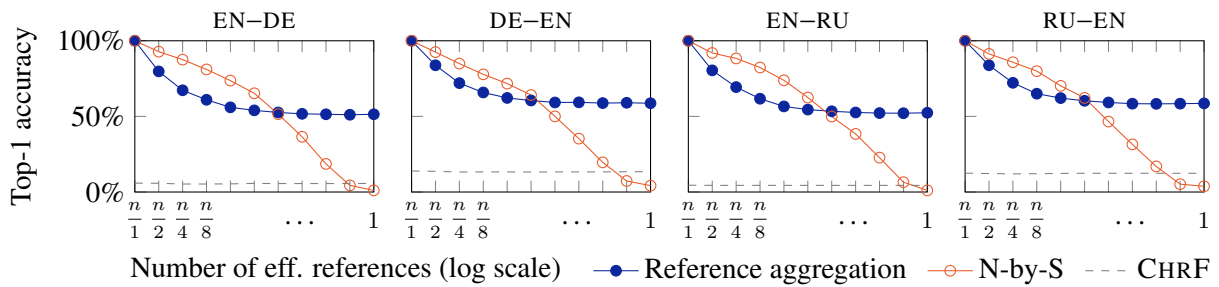 EN–DE DE–EN EN–RU RU–EN
100%
50%
0%
Top-1 accuracy
n/1 n/2 n/4 n/8 ... 1 n/1 n/2 n/4 n/8 ... 1 n/1 n/2 n/4 n/8 ... 1 n/1 n/2 n/4 n/8 ... 1
Number of eff. references (log scale) Reference aggregation N-by-S CHRF